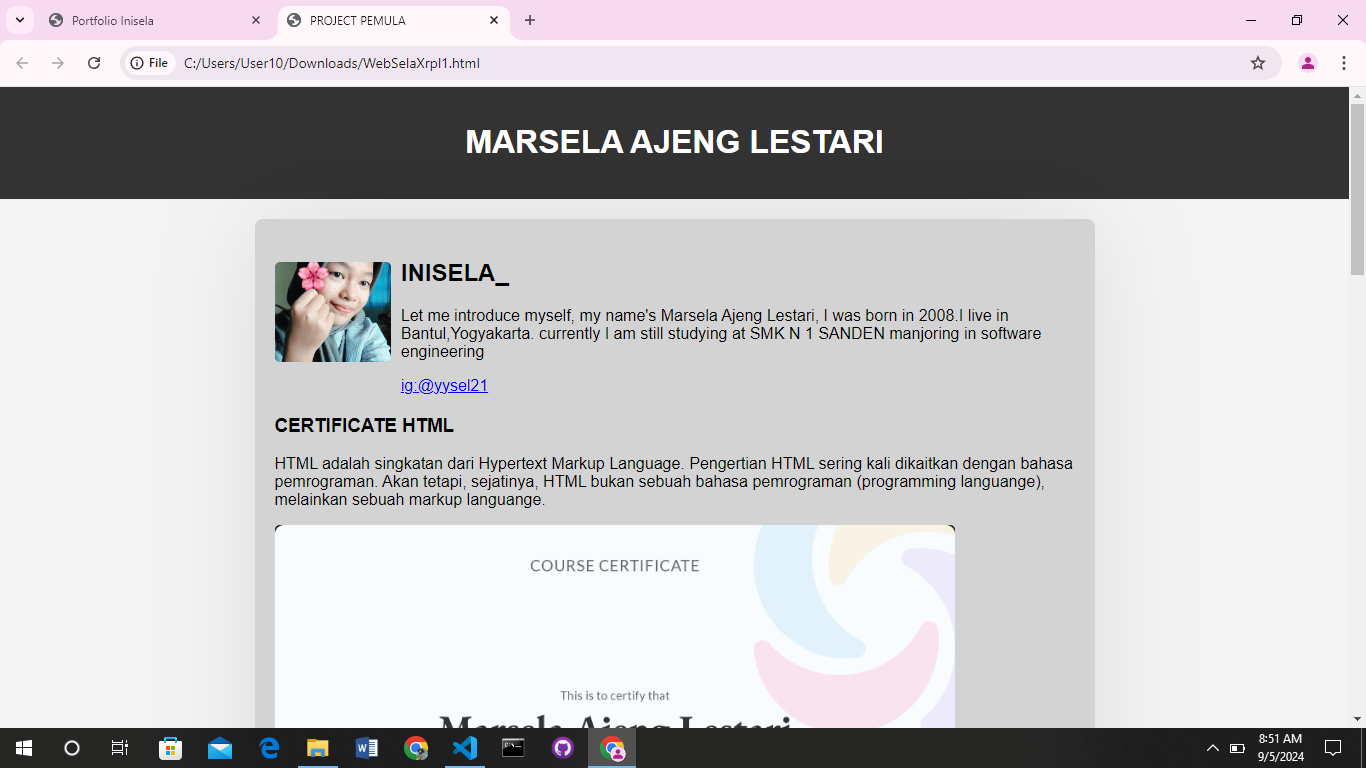 Portfolio Inisela
PROJECT PEMULA
File
C:/Users/User10/Downloads/WebSelaXrpl1.html
MARSELA AJENG LESTARI
INISELA_
Let me introduce myself, my name's Marsela Ajeng Lestari, I was born in 2008.I live in
Bantul,Yogyakarta. currently I am still studying at SMK N 1 SANDEN manjoring in software
engineering
ig:@yysel21
CERTIFICATE HTML
HTML adalah singkatan dari Hypertext Markup Language. Pengertian HTML sering kali dikaitkan dengan bahasa
pemrograman. Akan tetapi, sejatinya, HTML bukan sebuah bahasa pemrograman (programming languange),
melainkan sebuah markup languange.
COURSE CERTIFICATE
This is to certify that
Marsela Ajeng Lestari
8:51 AM
9/5/2024